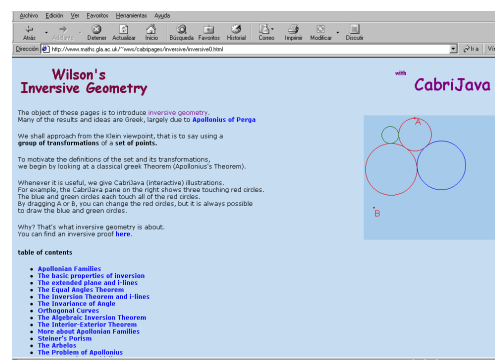 Archivo Edición Ver Favoritos Herramientas Ayuda
Atrás Adelante Detener Actualizar Inicio Búsqueda Favoritos Historial Correo Imprimir Modificar Discutir
Dirección http://www.maths.gla.ac.uk/~wws/cabripages/inversive/inversive0.html
Wilson's
Inversive Geometry
with
CabriJava
The object of these pages is to introduce inversive geometry.
Many of the results and ideas are Greek, largely due to Apollonius of Perga
We shall approach from the Klein viewpoint, that is to say using a
group of transformations of a set of points.
To motivate the definitions of the set and its transformations,
we begin by looking at a classical greek Theorem (Apollonius's Theorem).
Whenever it is useful, we give CabriJava (interactive) illustrations.
For example, the CabriJava pane on the right shows three touching red circles.
The blue and green circles each touch all of the red circles.
By dragging A or B, you can change the red circles, but it is always possible
to draw the blue and green circles.
Why? That's what inversive geometry is about.
You can find an inversive proof here.
A
B
table of contents
Apollonian Families
The basic properties of inversion
The extended plane and i-lines
The Equal Angles Theorem
The Inversion Theorem and i-lines
The Invariance of Angle
Orthogonal Curves
The Algebraic Inversion Theorem
The Interior-Exterior Theorem
More about Apollonian Families
Steiner's Porism
The Arbelos
The Problem of Apollonius